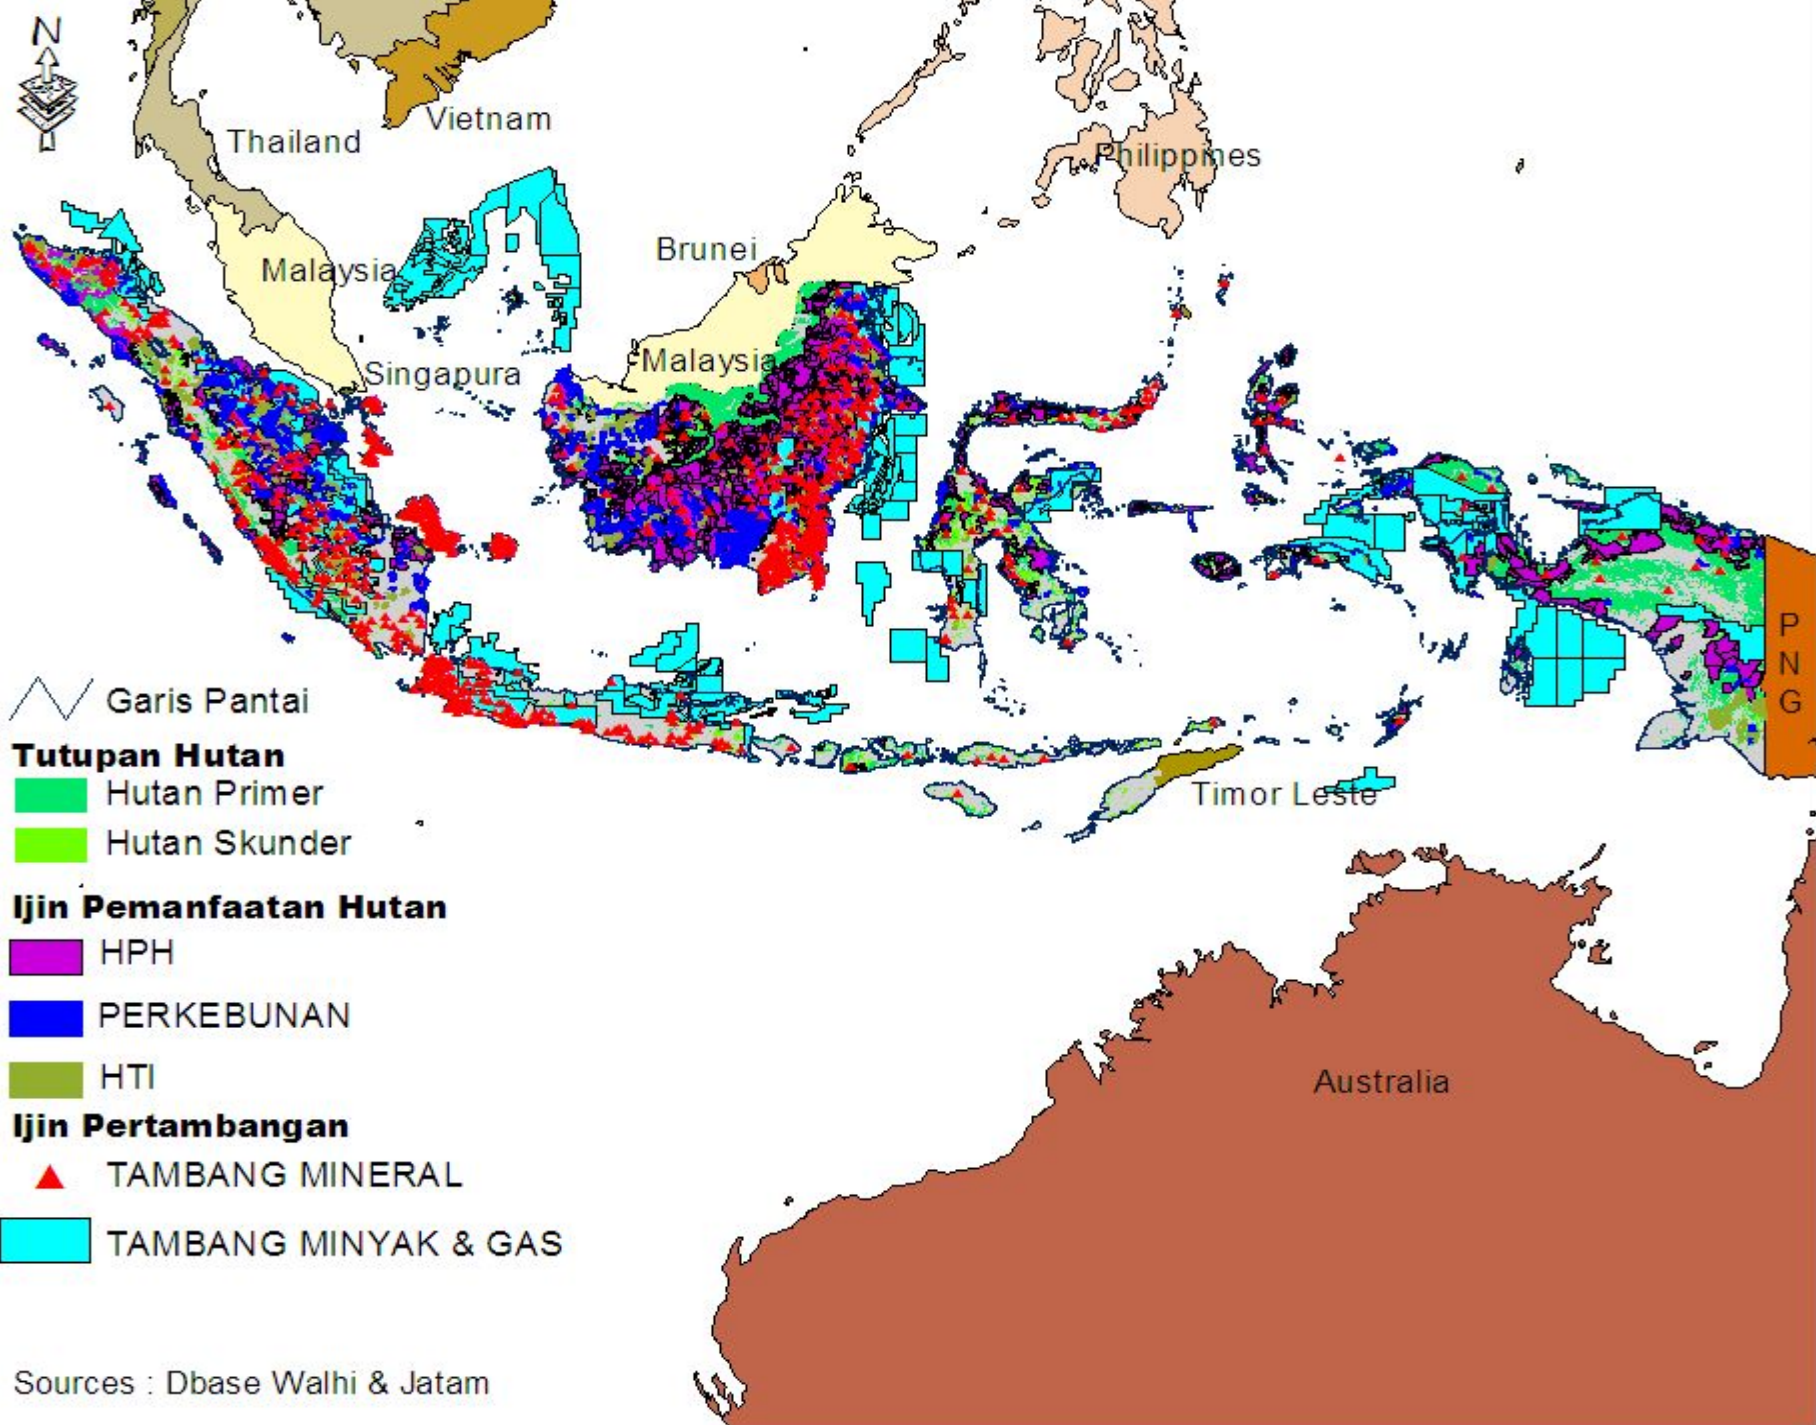 N
Vietnam
Thailand
Philippines
Brunei
Malaysia
Malaysia
Singapura
P
N
G
Garis Pantai
Tutupan Hutan
Hutan Primer
Timor Leste
Hutan Skunder
Ijin Pemanfaatan Hutan
HPH
PERKEBUNAN
HTI
Australia
Ijin Pertambangan
TAMBANG MINERAL
TAMBANG MINYAK & GAS
Sources : Dbase Walhi & Jatam